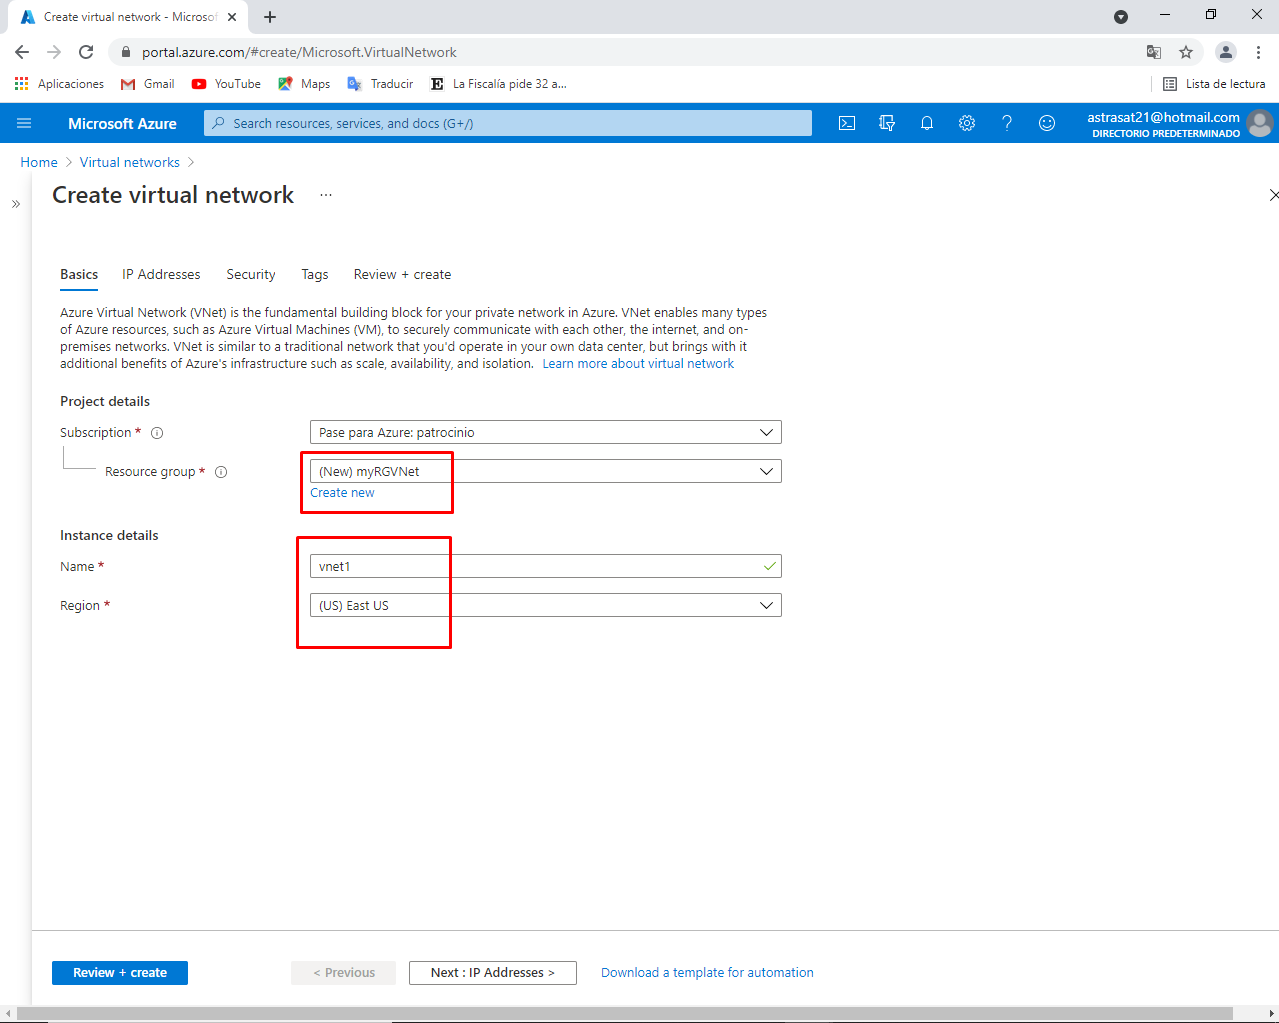 Create virtual network - Microsof
portal.azure.com/#create/Microsoft.VirtualNetwork
Aplicaciones Gmail YouTube Maps Traducir La Fiscalía pide 32 a... Lista de lectura
Microsoft Azure Search resources, services, and docs (G+/) astrasat21@hotmail.com
DIRECTORIO PREDETERMINADO
Home > Virtual networks >
Create virtual network ...
Basics IP Addresses Security Tags Review + create
Azure Virtual Network (VNet) is the fundamental building block for your private network in Azure. VNet enables many types
of Azure resources, such as Azure Virtual Machines (VM), to securely communicate with each other, the internet, and on-
premises networks. VNet is similar to a traditional network that you'd operate in your own data center, but brings with it
additional benefits of Azure's infrastructure such as scale, availability, and isolation. Learn more about virtual network
Project details
Subscription * Pase para Azure: patrocinio
Resource group * (New) myRGVNet
Create new
Instance details
Name * vnet1
Region * (US) East US
Review + create < Previous Next : IP Addresses > Download a template for automation